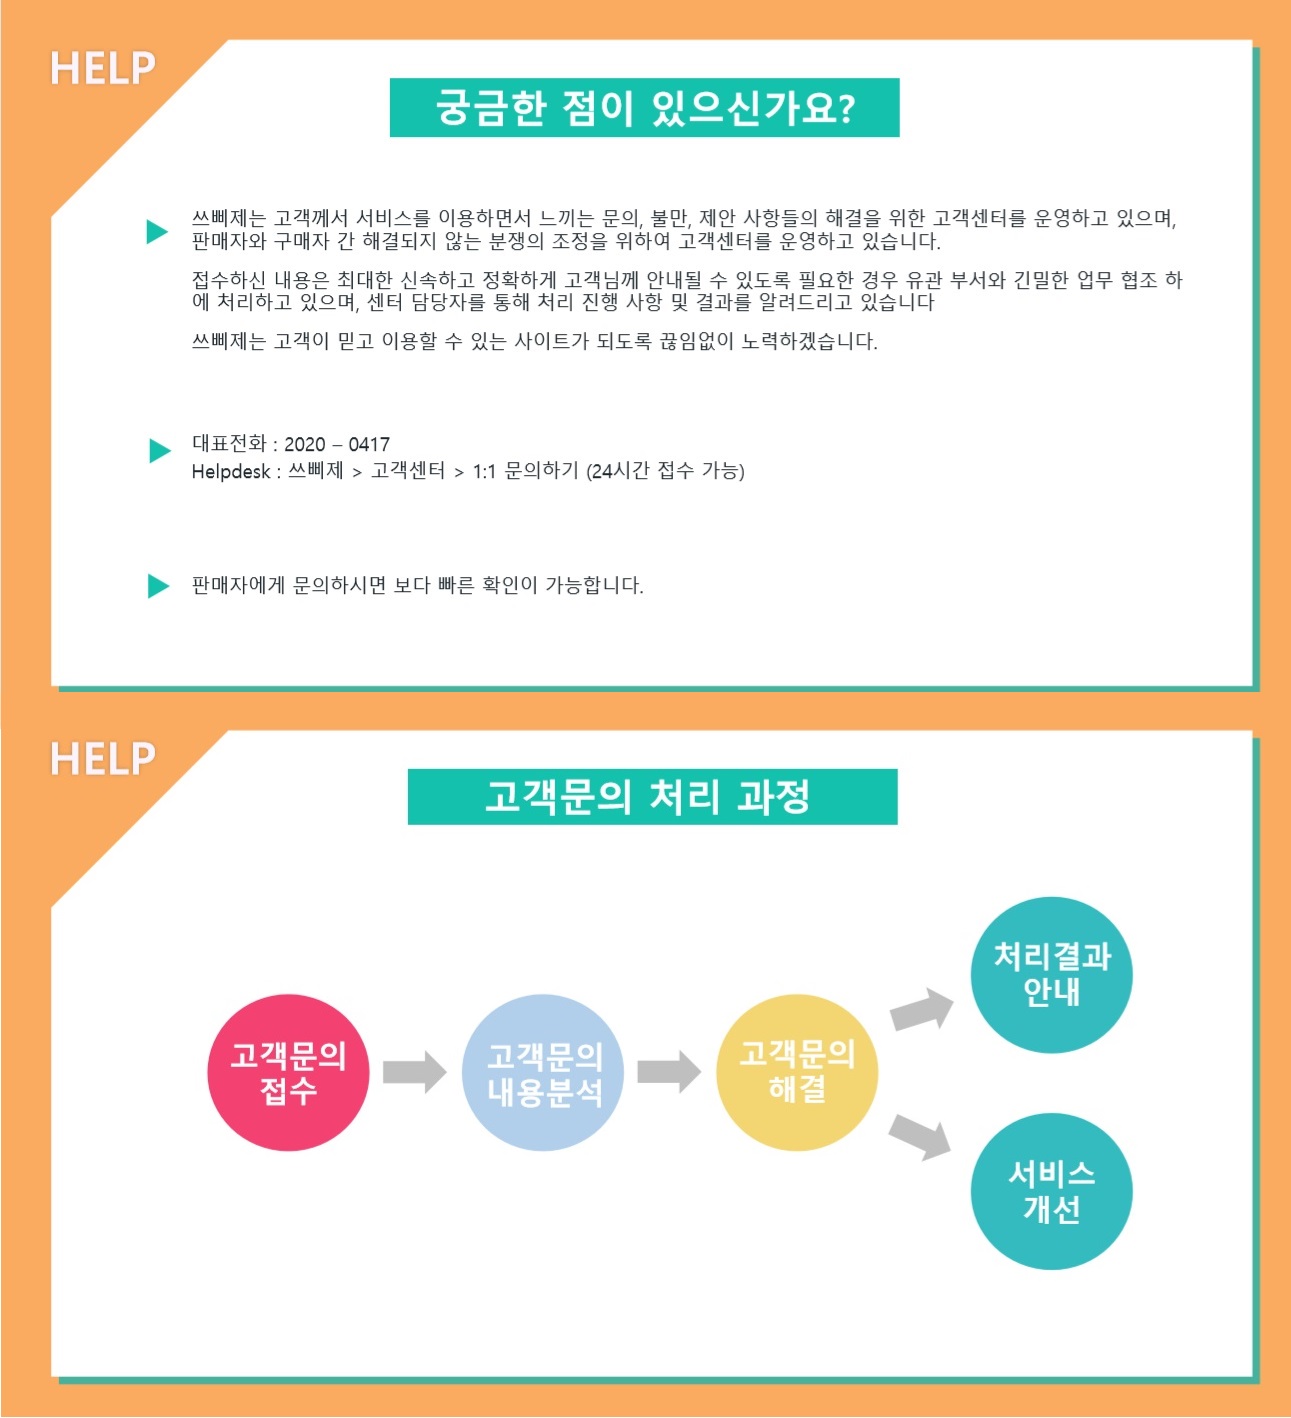 HELP
궁금한 점이 있으신가요?
쓰삐제는 고객께서 서비스를 이용하면서 느끼는 문의, 불만, 제안 사항들의 해결을 위한 고객센터를 운영하고 있으며,
판매자와 구매자 간 해결되지 않는 분쟁의 조정을 위하여 고객센터를 운영하고 있습니다.
접수하신 내용은 최대한 신속하고 정확하게 고객님께 안내될 수 있도록 필요한 경우 유관 부서와 긴밀한 업무 협조 하
에 처리하고 있으며, 센터 담당자를 통해 처리 진행 사항 및 결과를 알려드리고 있습니다
쓰삐제는 고객이 믿고 이용할 수 있는 사이트가 되도록 끊임없이 노력하겠습니다.
대표전화 : 2020 – 0417
Helpdesk : 쓰삐제 > 고객센터 > 1:1 문의하기 (24시간 접수 가능)
판매자에게 문의하시면 보다 빠른 확인이 가능합니다.
HELP
고객문의 처리 과정
고객문의
접수
고객문의
내용분석
고객문의
해결
처리결과
안내
서비스
개선